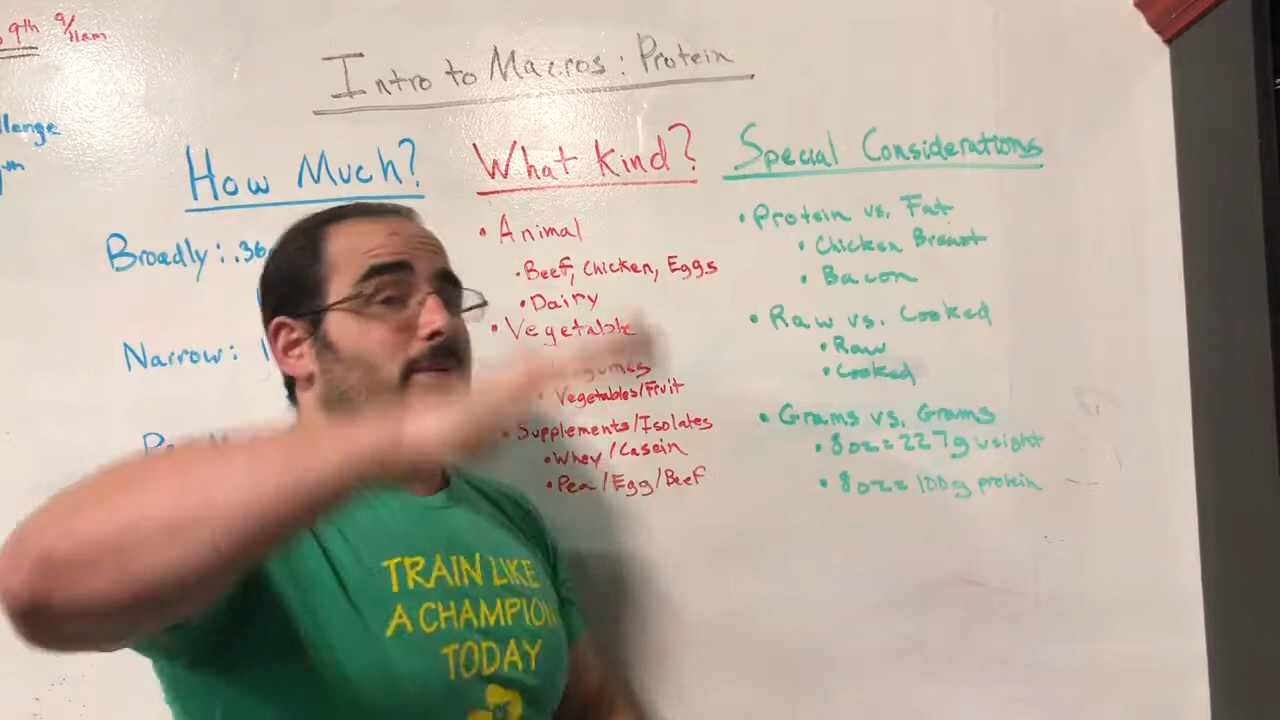 9th 9/11am
Intro to Macros: Protein
How Much?
Broadly: .36
Narrow: 1
What Kind?
• Animal
• Beef, Chicken, Eggs
• Dairy
• Vegetable
• Vegetables/Fruit
• Supplements/Isolates
• Whey/Casein
• Pea/Egg/Beef
Special Considerations
• Protein vs. Fat
• Chicken Breast
• Bacon
• Raw vs. Cooked
• Raw
• Cooked
• Grams vs. Grams
• 8oz = 227g weight
• 8oz = 100g protein
TRAIN LIKE
A CHAMPION
TODAY